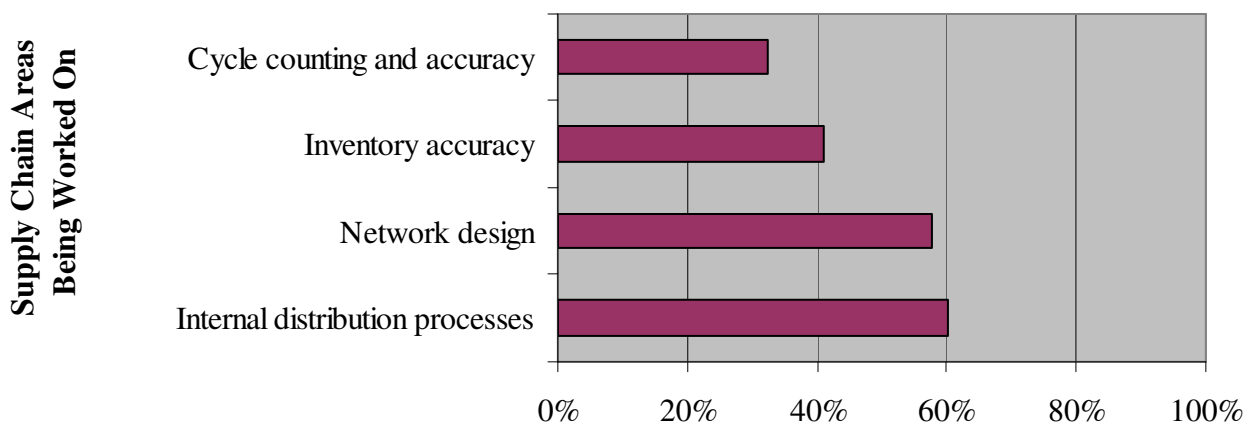 Supply Chain Areas
Being Worked On
Cycle counting and accuracy
Inventory accuracy
Network design
Internal distribution processes
0% 20% 40% 60% 80% 100%